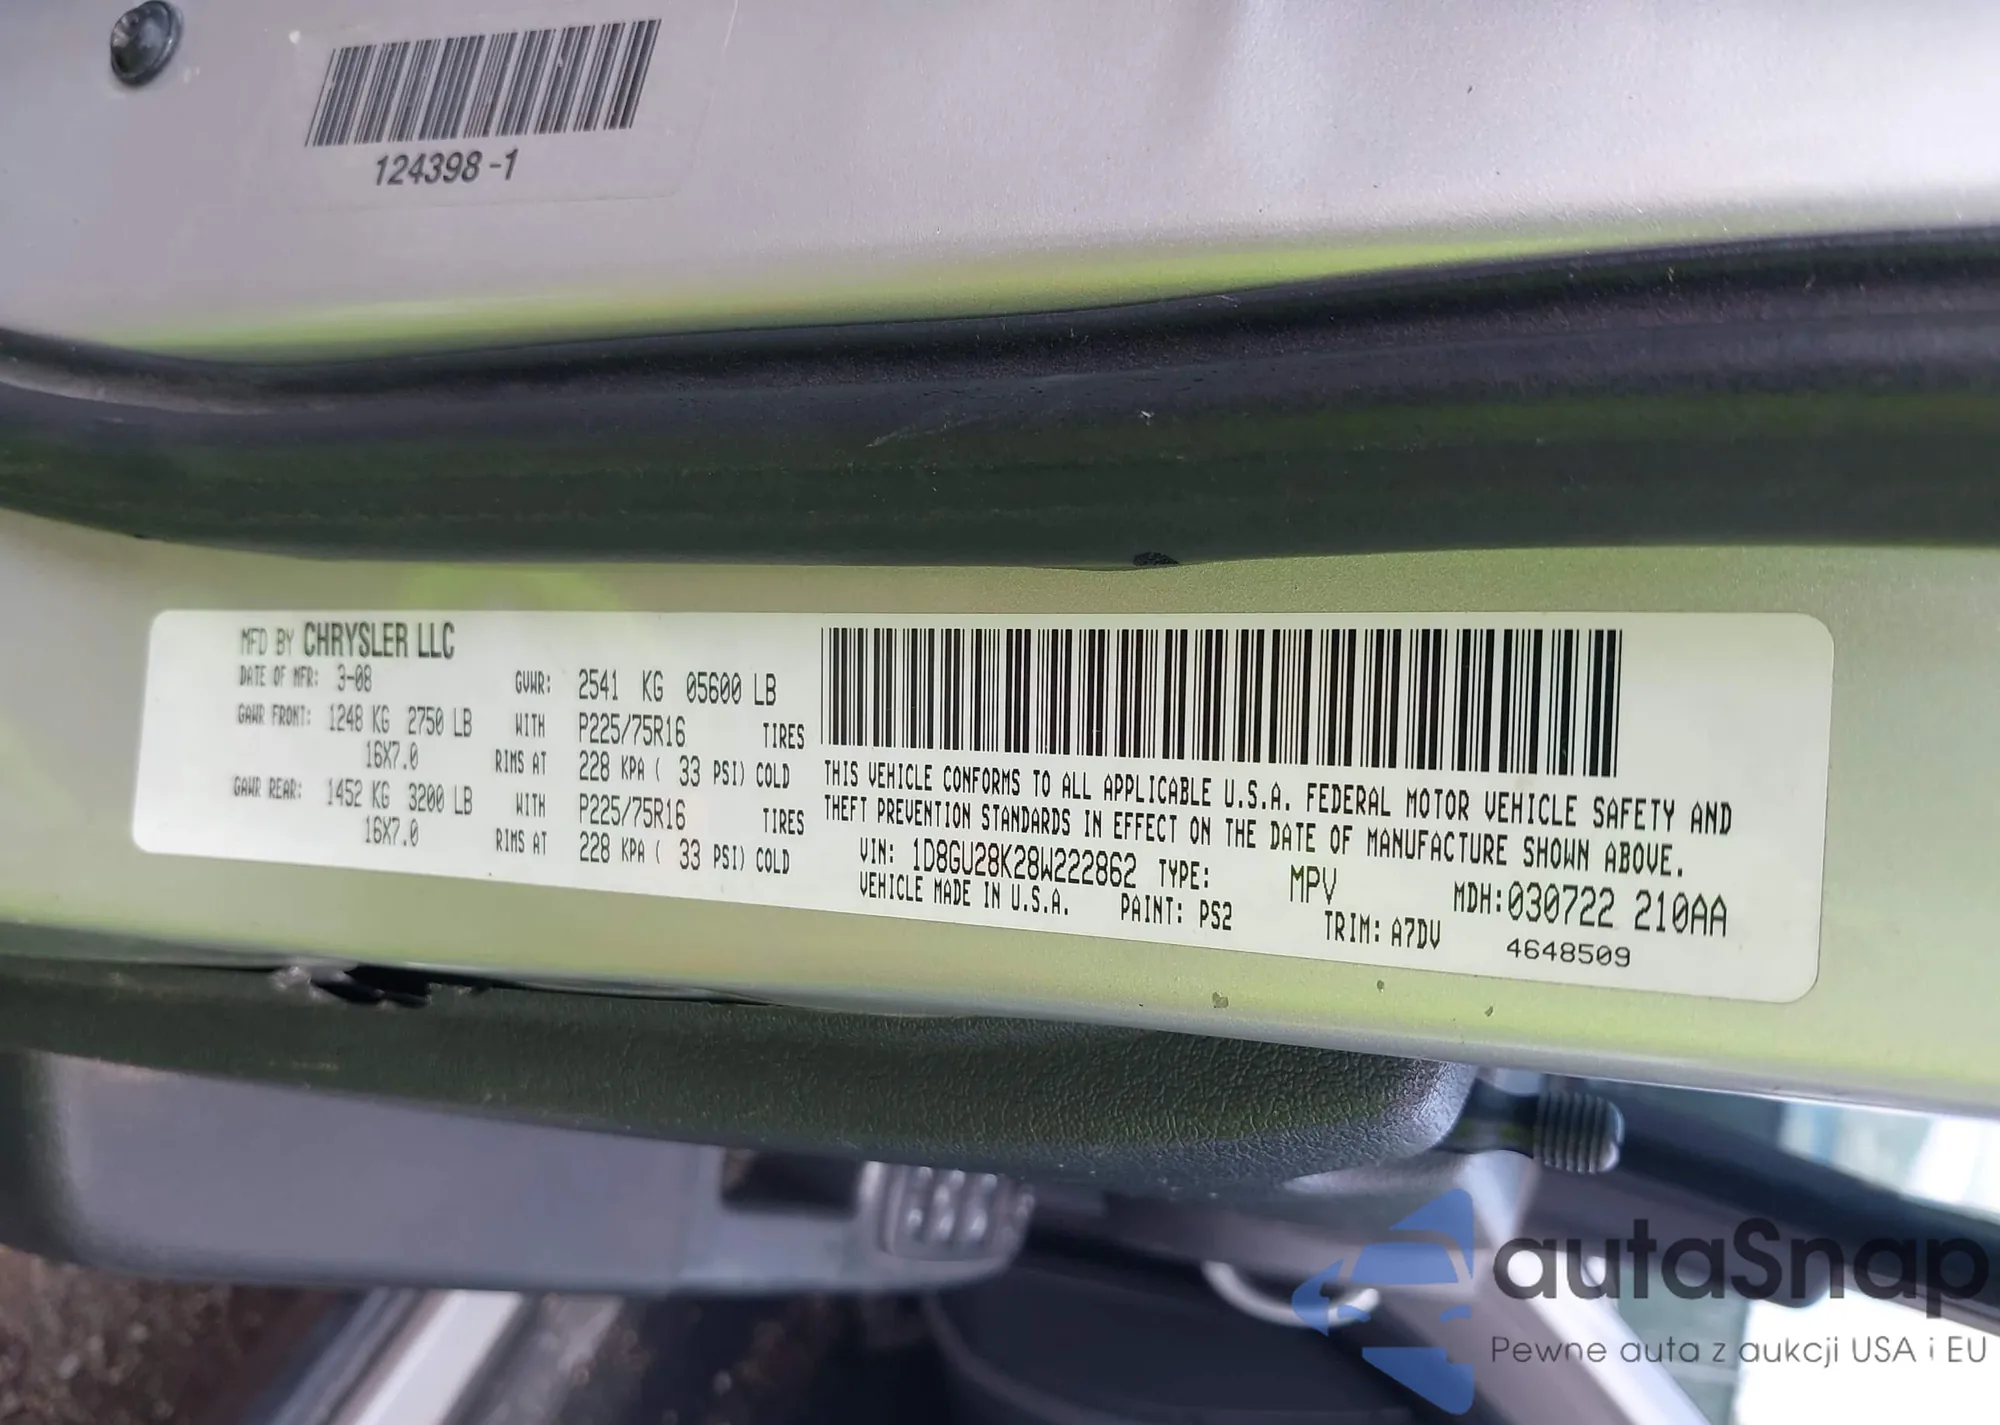 124398-1
MFD BY CHRYSLER LLC
DATE OF MFR: 3-08 GVWR: 2541 KG 05600 LB
GAWR FRONT: 1248 KG 2750 LB WITH P225/75R16 TIRES
16X7.0 RIMS AT 228 KPA ( 33 PSI) COLD
GAWR REAR: 1452 KG 3200 LB WITH P225/75R16 TIRES
16X7.0 RIMS AT 228 KPA ( 33 PSI) COLD
THIS VEHICLE CONFORMS TO ALL APPLICABLE U.S.A. FEDERAL MOTOR VEHICLE SAFETY AND
THEFT PREVENTION STANDARDS IN EFFECT ON THE DATE OF MANUFACTURE SHOWN ABOVE.
VIN: 1D8GU28K28W222862 TYPE: MPV MDH:030722 210AA
VEHICLE MADE IN U.S.A. PAINT: PS2 TRIM: A7DV 4648509
autaSnap
Pewne auta z aukcji USA i EU